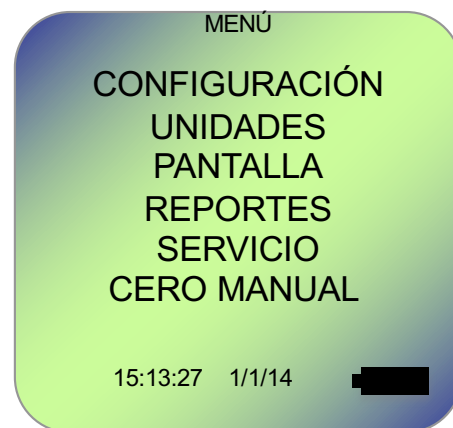 MENÚ
CONFIGURACIÓN
UNIDADES
PANTALLA
REPORTES
SERVICIO
CERO MANUAL
15:13:27 1/1/14